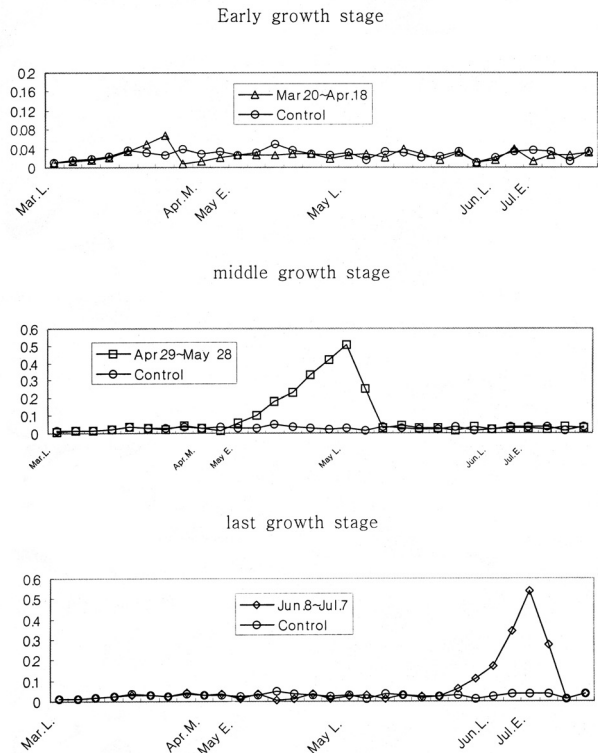 Early growth stage
0.2
0.16
0.12
0.08
0.04
0
Mar.20~Apr.18
Control
Mar. L.
Apr. M.
May E.
May L.
Jun. L.
Jul. E.
middle growth stage
0.6
0.5
0.4
0.3
0.2
0.1
0
Apr.29~May 28
Control
Mar. L.
Apr. M.
May E.
May L.
Jun. L.
Jul. E.
last growth stage
0.6
0.5
0.4
0.3
0.2
0.1
0
Jun.8~Jul.7
Control
Mar. L.
Apr. M.
May E.
May L.
Jun. L.
Jul. E.